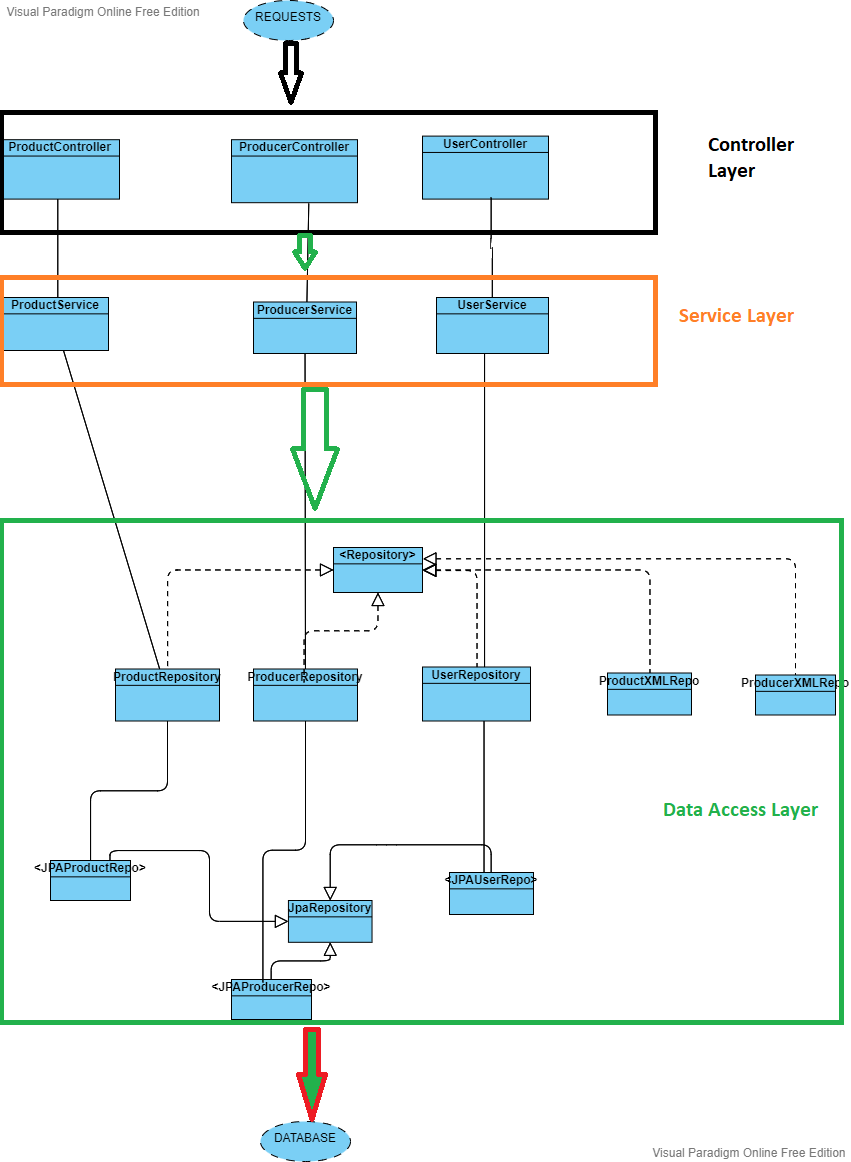 Visual Paradigm Online Free Edition
REQUESTS
ProductController
ProducerController
UserController
Controller
Layer
ProductService
ProducerService
UserService
Service Layer
<Repository>
ProductRepository
ProducerRepository
UserRepository
ProductXMLRepo
ProducerXMLRepo
Data Access Layer
<JPAProductRepo>
<JPAUserRepo>
JpaRepository
<JPAProducerRepo>
DATABASE
Visual Paradigm Online Free Edition